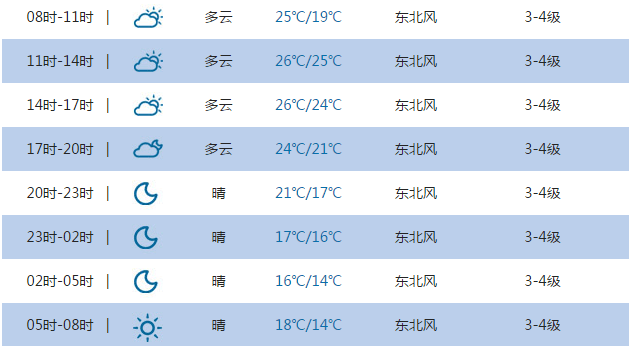 08时-11时 | 多云 25℃/19℃ 东北风 3-4级
11时-14时 | 多云 26℃/25℃ 东北风 3-4级
14时-17时 | 多云 26℃/24℃ 东北风 3-4级
17时-20时 | 多云 24℃/21℃ 东北风 3-4级
20时-23时 | 晴 21℃/17℃ 东北风 3-4级
23时-02时 | 晴 17℃/16℃ 东北风 3-4级
02时-05时 | 晴 16℃/14℃ 东北风 3-4级
05时-08时 | 晴 18℃/14℃ 东北风 3-4级